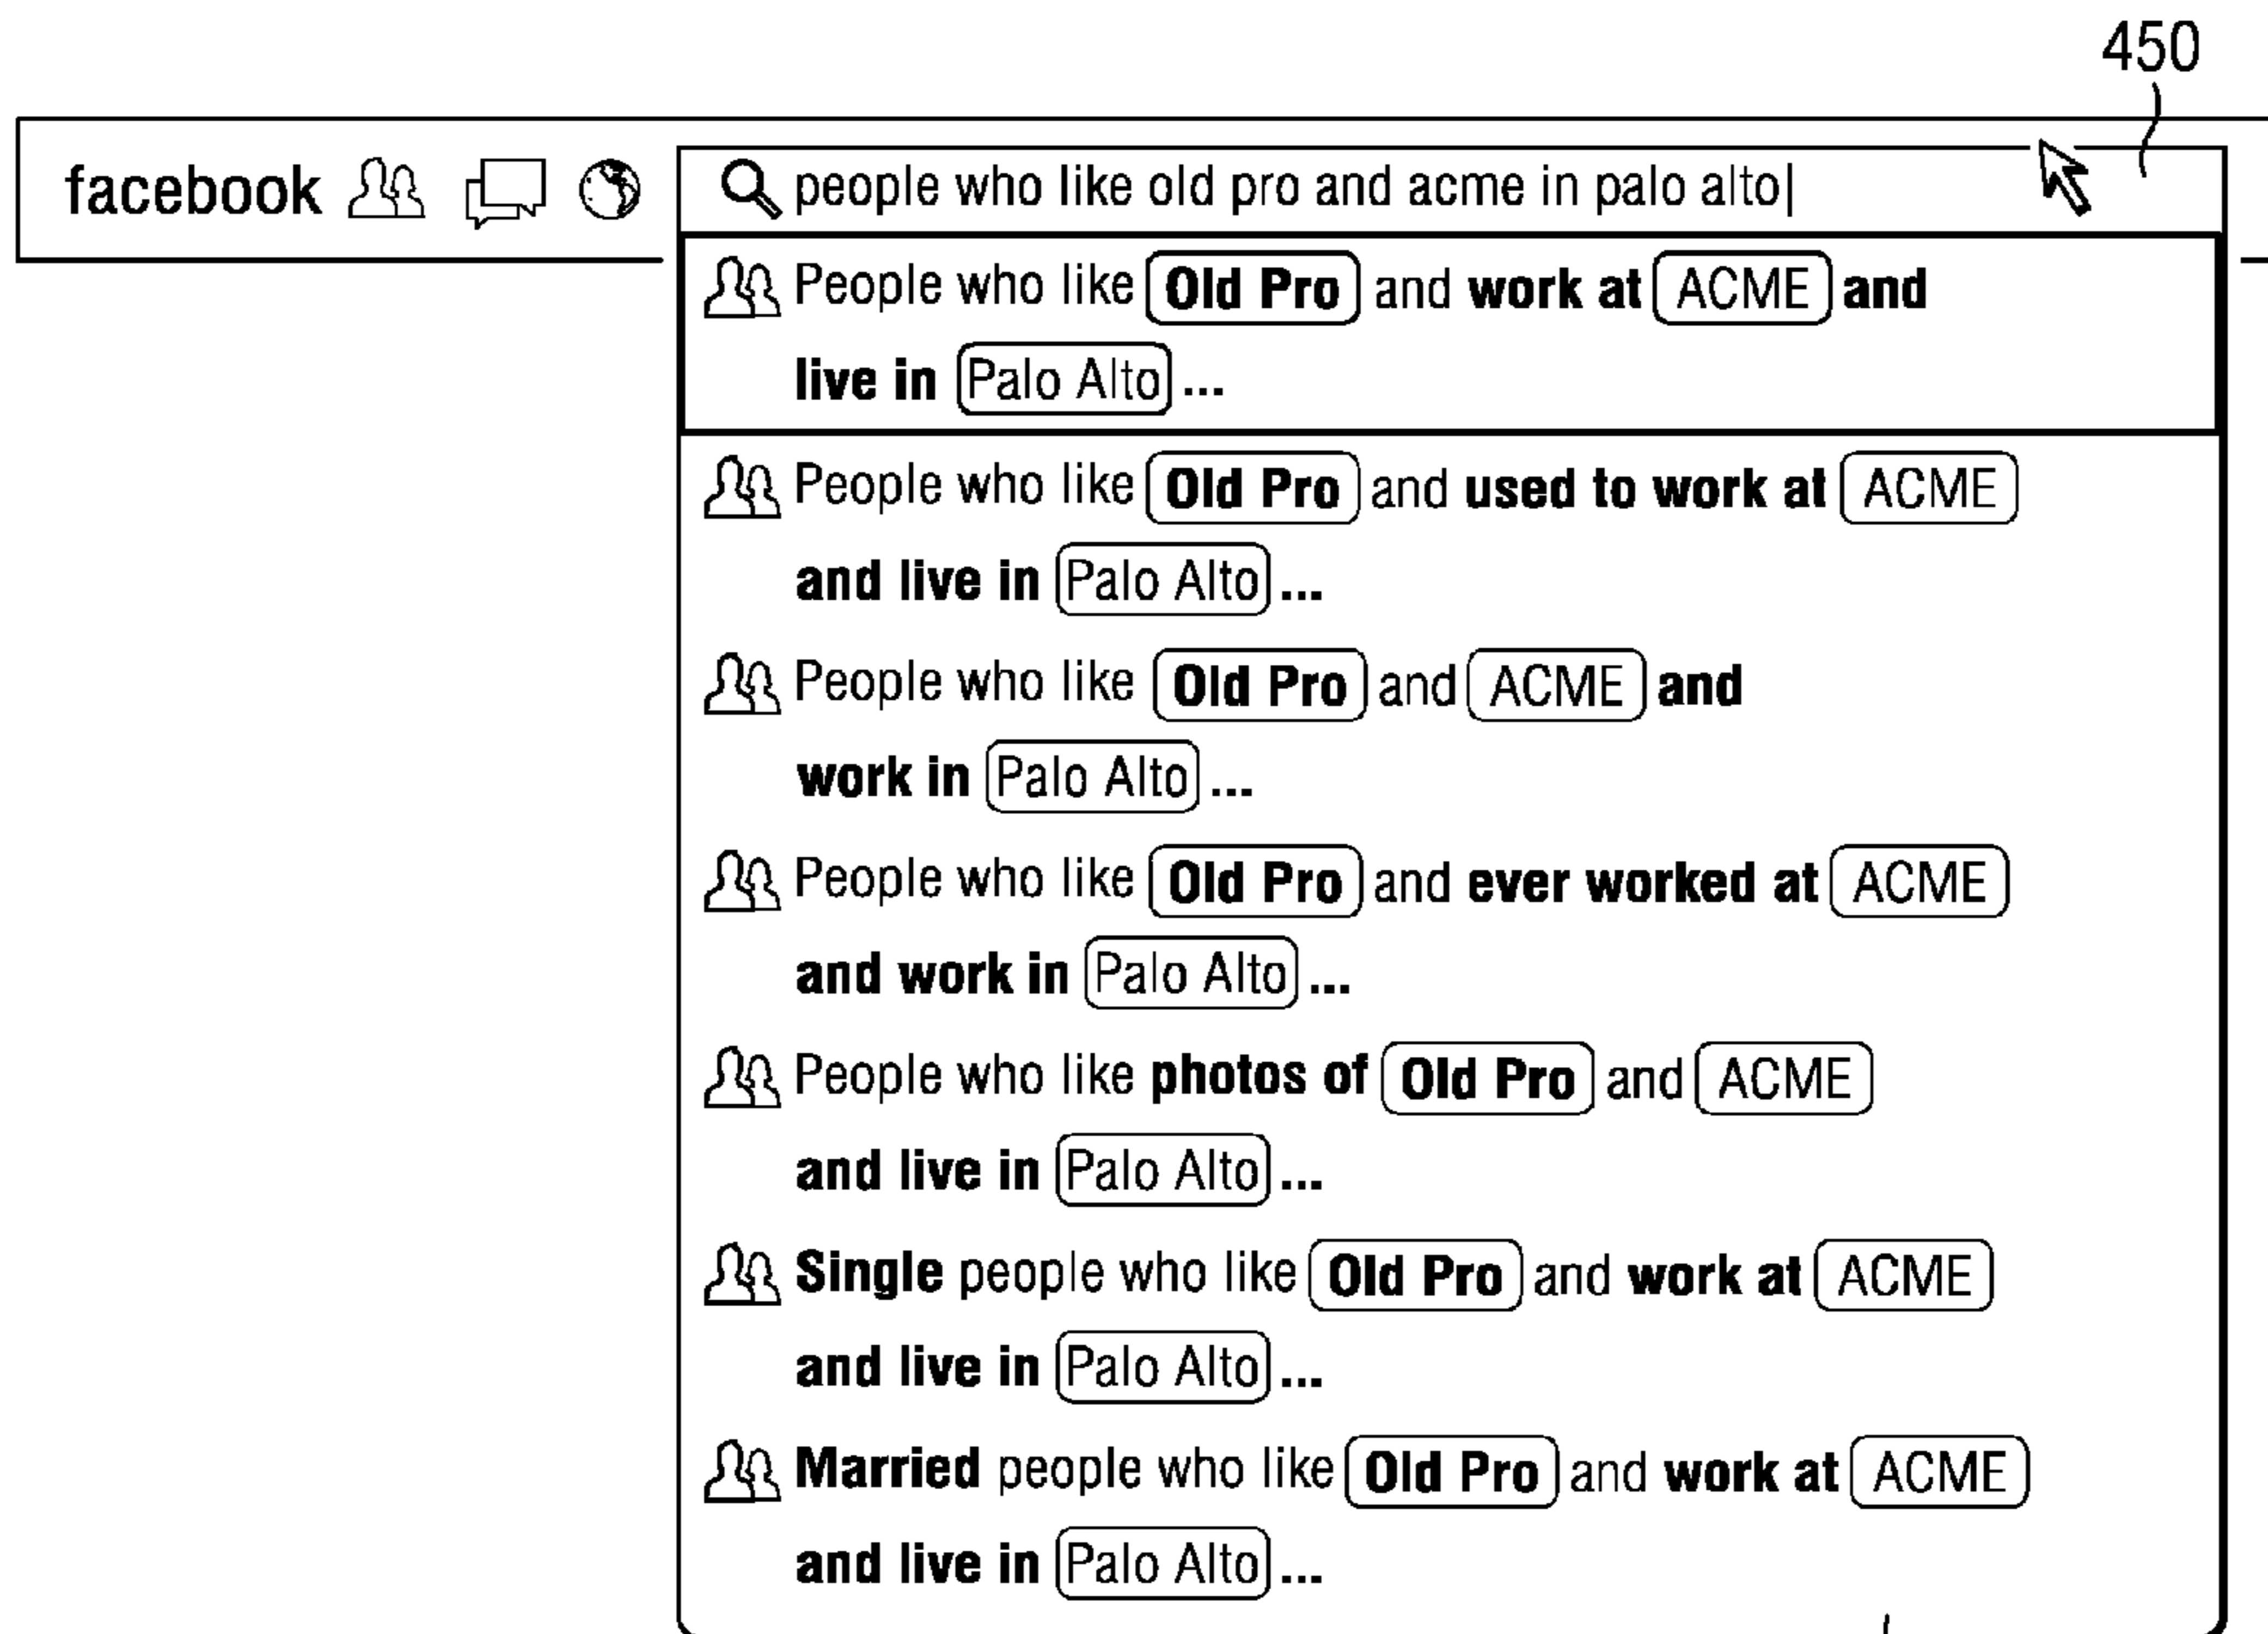 450
facebook people who like old pro and acme in palo alto
People who like Old Pro and work at ACME and
live in Palo Alto ...
People who like Old Pro and used to work at ACME
and live in Palo Alto ...
People who like Old Pro and ACME and
work in Palo Alto ...
People who like Old Pro and ever worked at ACME
and work in Palo Alto ...
People who like photos of Old Pro and ACME
and live in Palo Alto ...
Single people who like Old Pro and work at ACME
and live in Palo Alto ...
Married people who like Old Pro and work at ACME
and live in Palo Alto ...